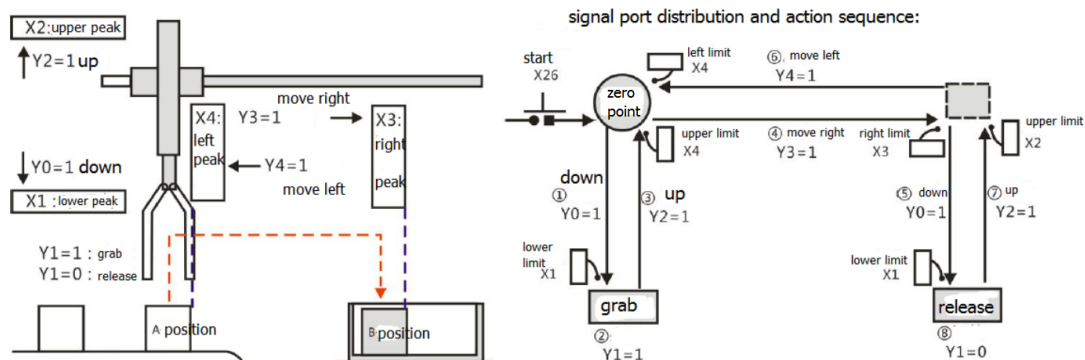 X2:upper peak
Y2=1 up
Y0=1 down
X1 :lower peak
Y1=1 : grab
Y1=0 : release
X4:
left
peak
move right
Y3=1
Y4=1
move left
X3:
right
peak
A position
B position
signal port distribution and action sequence:
start
X26
zero
point
left limit
X4
⑥. move left
Y4=1
upper limit
X4
④ move right
Y3=1
right limit
X3
upper limit
X2
down
①
Y0=1
③ up
Y2=1
⑤ down
Y0=1
⑦ up
Y2=1
lower
limit
X1
lower limit
X1
grab
release
②
Y1=1
⑧
Y1=0